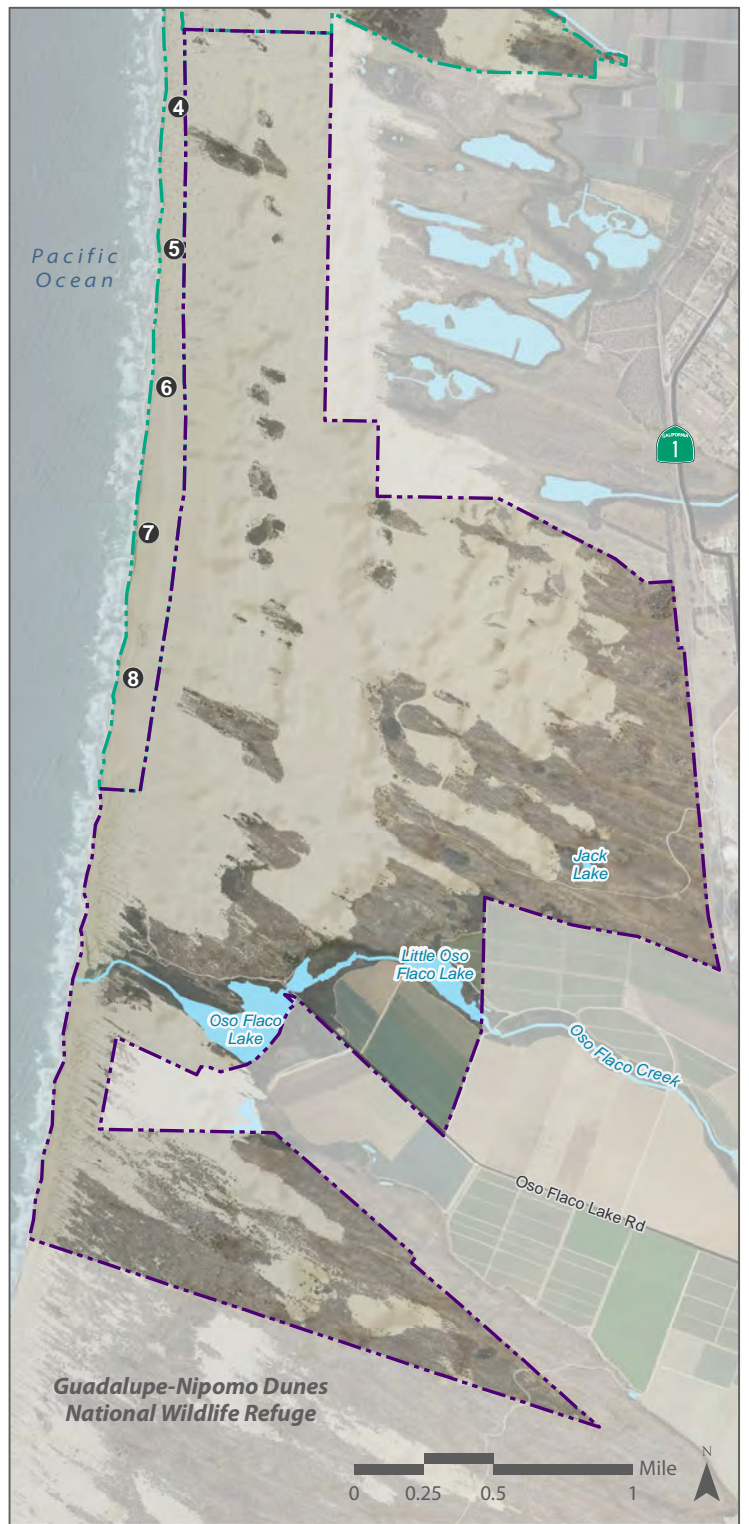 4
Pacific
Ocean
5
6
CALIFORNIA
1
7
8
Jack
Lake
Little Oso
Flaco Lake
Oso Flaco
Lake
Oso Flaco Creek
Oso Flaco Lake Rd
Guadalupe-Nipomo Dunes
National Wildlife Refuge
N
Mile
0 0.25 0.5 1